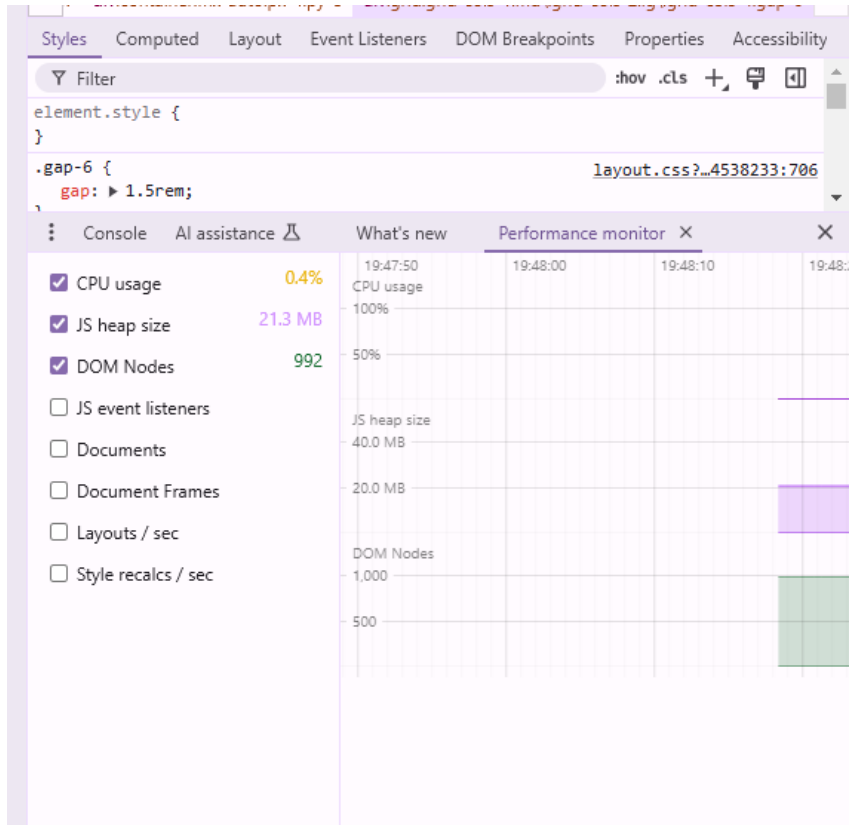 Styles Computed Layout Event Listeners DOM Breakpoints Properties Accessibility
Filter :hov .cls
element.style {
}
.gap-6 { layout.css?…4538233:706
gap: 1.5rem;
}
Console AI assistance What's new Performance monitor
CPU usage 0.4%
JS heap size 21.3 MB
DOM Nodes 992
JS event listeners
Documents
Document Frames
Layouts / sec
Style recalcs / sec
19:47:50 19:48:00 19:48:10 19:48:
CPU usage
100%
50%
JS heap size
40.0 MB
20.0 MB
DOM Nodes
1,000
500